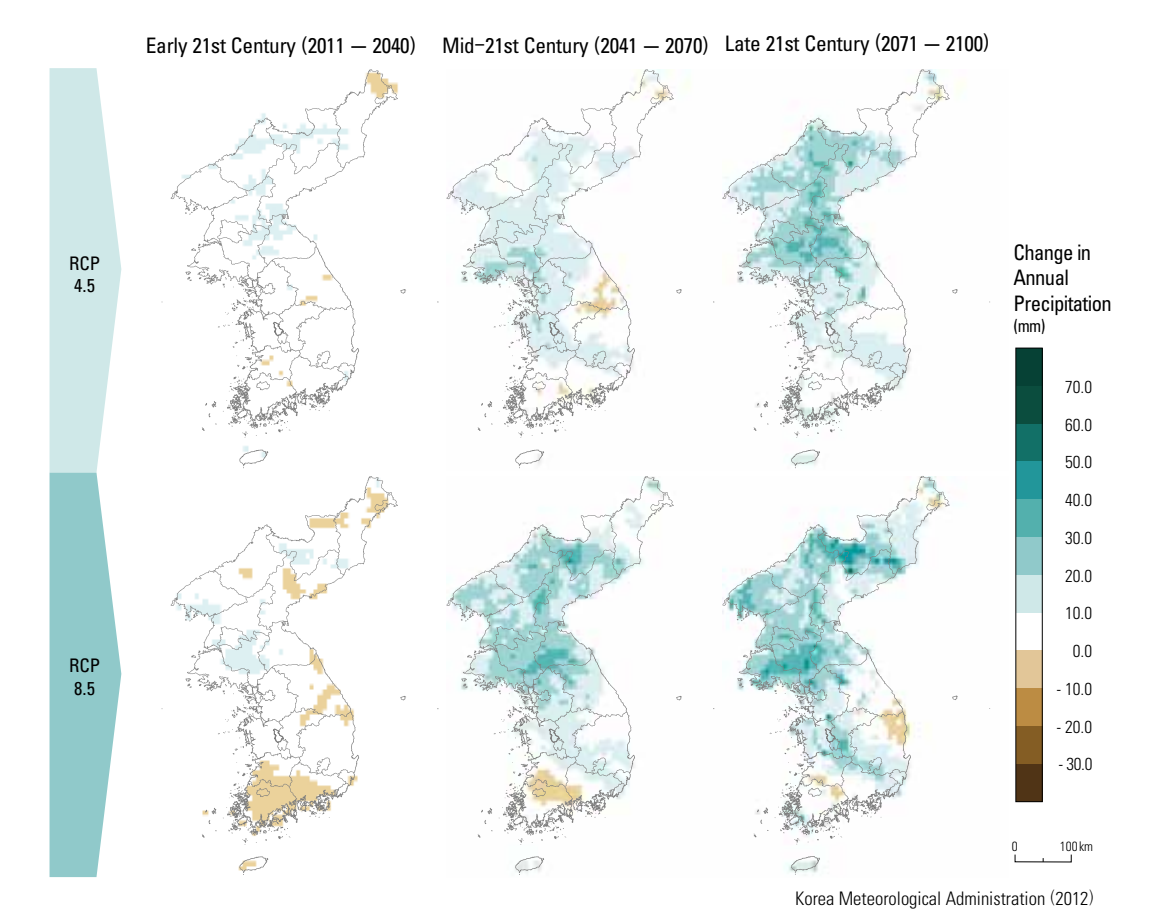 Early 21st Century (2011 — 2040)
Mid-21st Century (2041 — 2070)
Late 21st Century (2071 — 2100)
RCP
4.5
RCP
8.5
Change in
Annual
Precipitation
(mm)
70.0
60.0
50.0
40.0
30.0
20.0
10.0
0.0
- 10.0
- 20.0
- 30.0
0 100 km
Korea Meteorological Administration (2012)